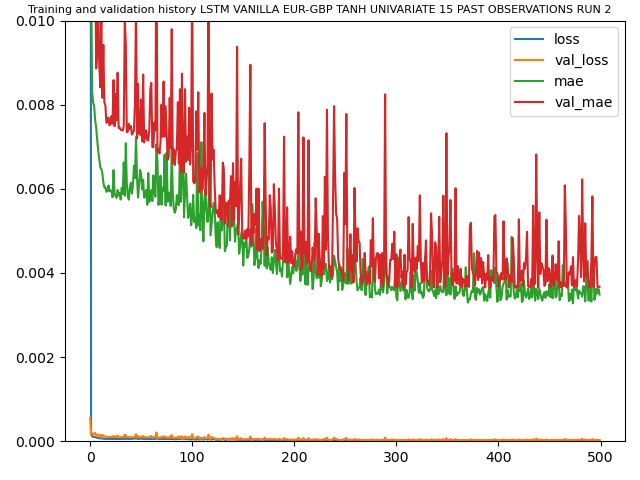 Training and validation history LSTM VANILLA EUR-GBP TANH UNIVARIATE 15 PAST OBSERVATIONS RUN 2
0.010
0.008
0.006
0.004
0.002
0.000
loss
val_loss
mae
val_mae
0 100 200 300 400 500